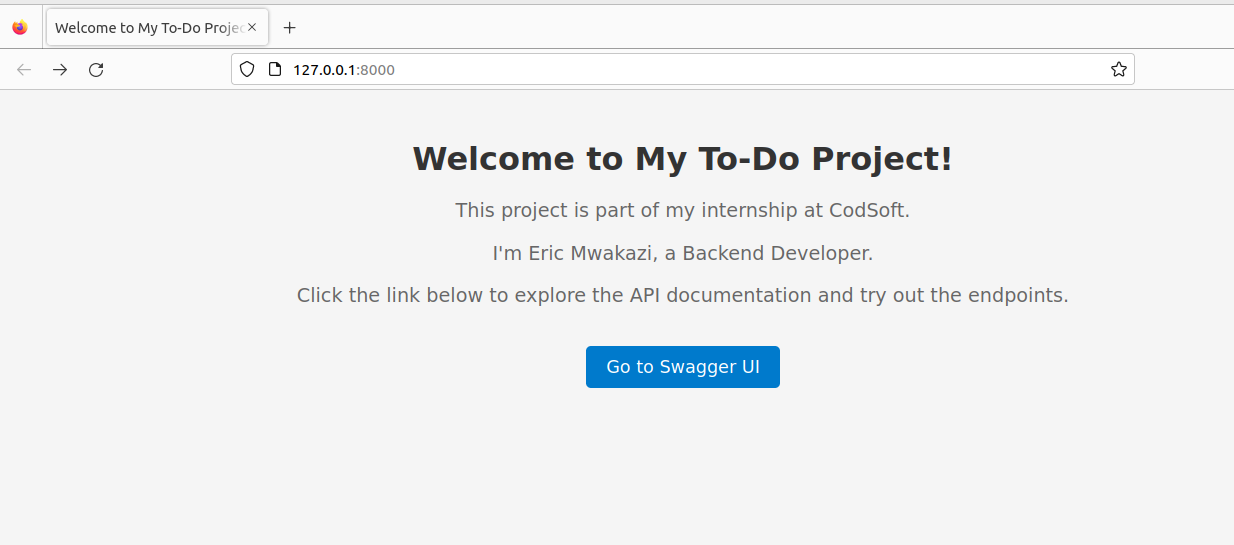 Welcome to My To-Do Projec
127.0.0.1:8000
Welcome to My To-Do Project!
This project is part of my internship at CodSoft.
I'm Eric Mwakazi, a Backend Developer.
Click the link below to explore the API documentation and try out the endpoints.
Go to Swagger UI